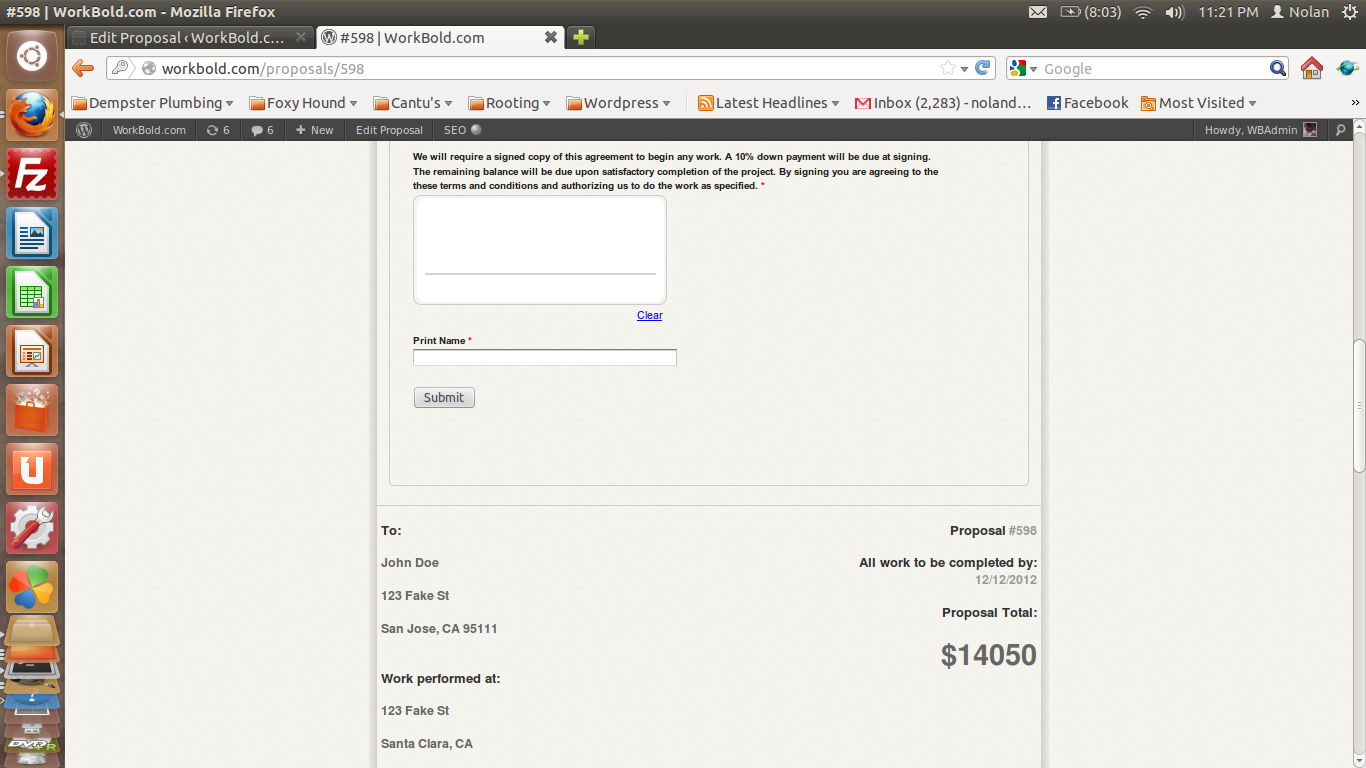 #598 | WorkBold.com - Mozilla Firefox
(8:03)
11:21 PM
Nolan
Edit Proposal ‹ WorkBold.c...
#598 | WorkBold.com
workbold.com/proposals/598
Google
Dempster Plumbing
Foxy Hound
Cantu's
Rooting
Wordpress
Latest Headlines
Inbox (2,283) - noland...
Facebook
Most Visited
»
WorkBold.com
6
6
+ New
Edit Proposal
SEO
Howdy, WBAdmin
We will require a signed copy of this agreement to begin any work. A 10% down payment will be due at signing.
The remaining balance will be due upon satisfactory completion of the project. By signing you are agreeing to the
these terms and conditions and authorizing us to do the work as specified. *
Clear
Print Name *
Submit
To:
Proposal #598
John Doe
All work to be completed by:
12/12/2012
123 Fake St
Proposal Total:
San Jose, CA 95111
$14050
Work performed at:
123 Fake St
Santa Clara, CA
Fz
U